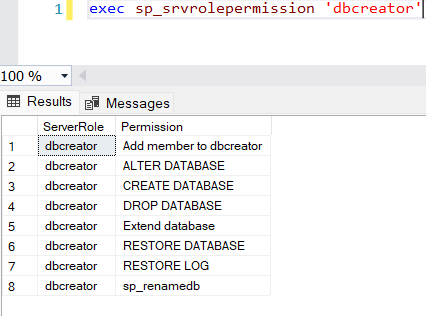 1 exec sp_srvrolepermission 'dbcreator'
100 %
Results Messages
ServerRole Permission
1 dbcreator Add member to dbcreator
2 dbcreator ALTER DATABASE
3 dbcreator CREATE DATABASE
4 dbcreator DROP DATABASE
5 dbcreator Extend database
6 dbcreator RESTORE DATABASE
7 dbcreator RESTORE LOG
8 dbcreator sp_renamedb